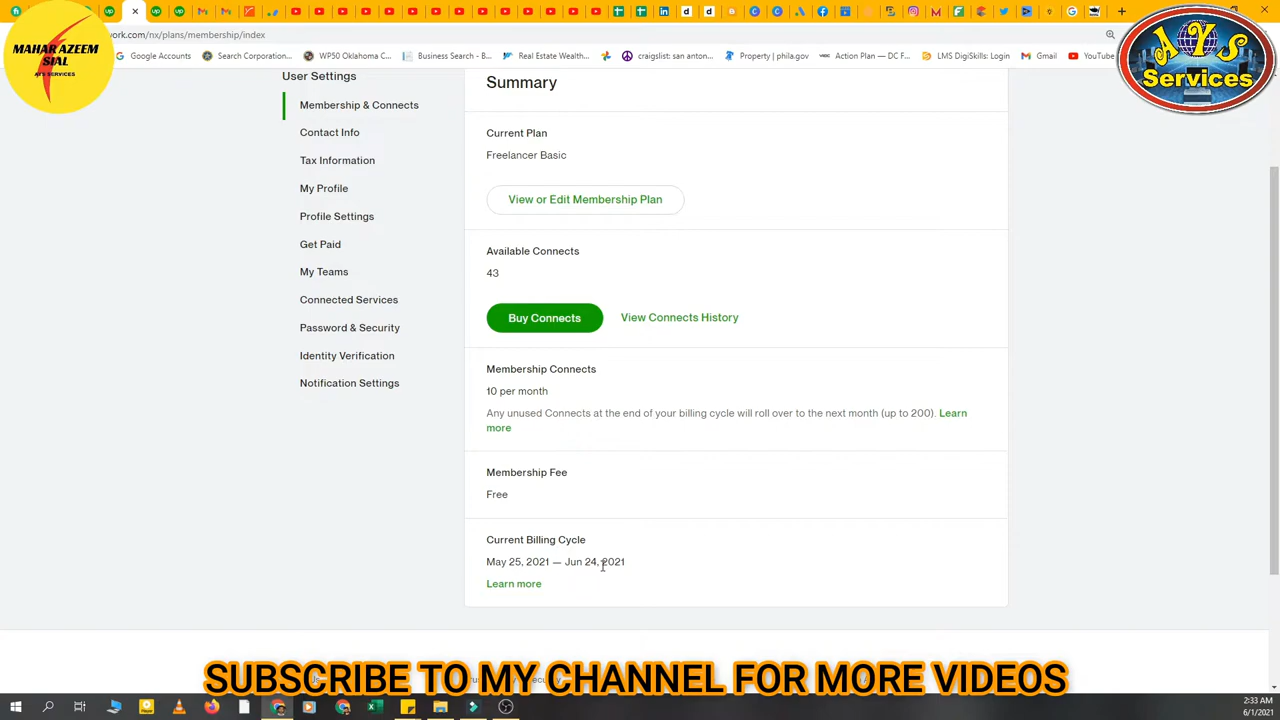 MAHAR AZEEM
SIAL
AYS SERVICES
AYS
Services
work.com/nx/plans/membership/index
Google Accounts
Search Corporation...
WP50 Oklahoma C...
Business Search - B...
Real Estate Wealth...
craigslist: san anton...
Property | phila.gov
Action Plan — DC F...
LMS DigiSkills: Login
Gmail
YouTube
User Settings
Membership & Connects
Contact Info
Tax Information
My Profile
Profile Settings
Get Paid
My Teams
Connected Services
Password & Security
Identity Verification
Notification Settings
Summary
Current Plan
Freelancer Basic
View or Edit Membership Plan
Available Connects
43
Buy Connects
View Connects History
Membership Connects
10 per month
Any unused Connects at the end of your billing cycle will roll over to the next month (up to 200). Learn
more
Membership Fee
Free
Current Billing Cycle
May 25, 2021 — Jun 24, 2021
Learn more
SUBSCRIBE TO MY CHANNEL FOR MORE VIDEOS
2:33 AM
6/1/2021